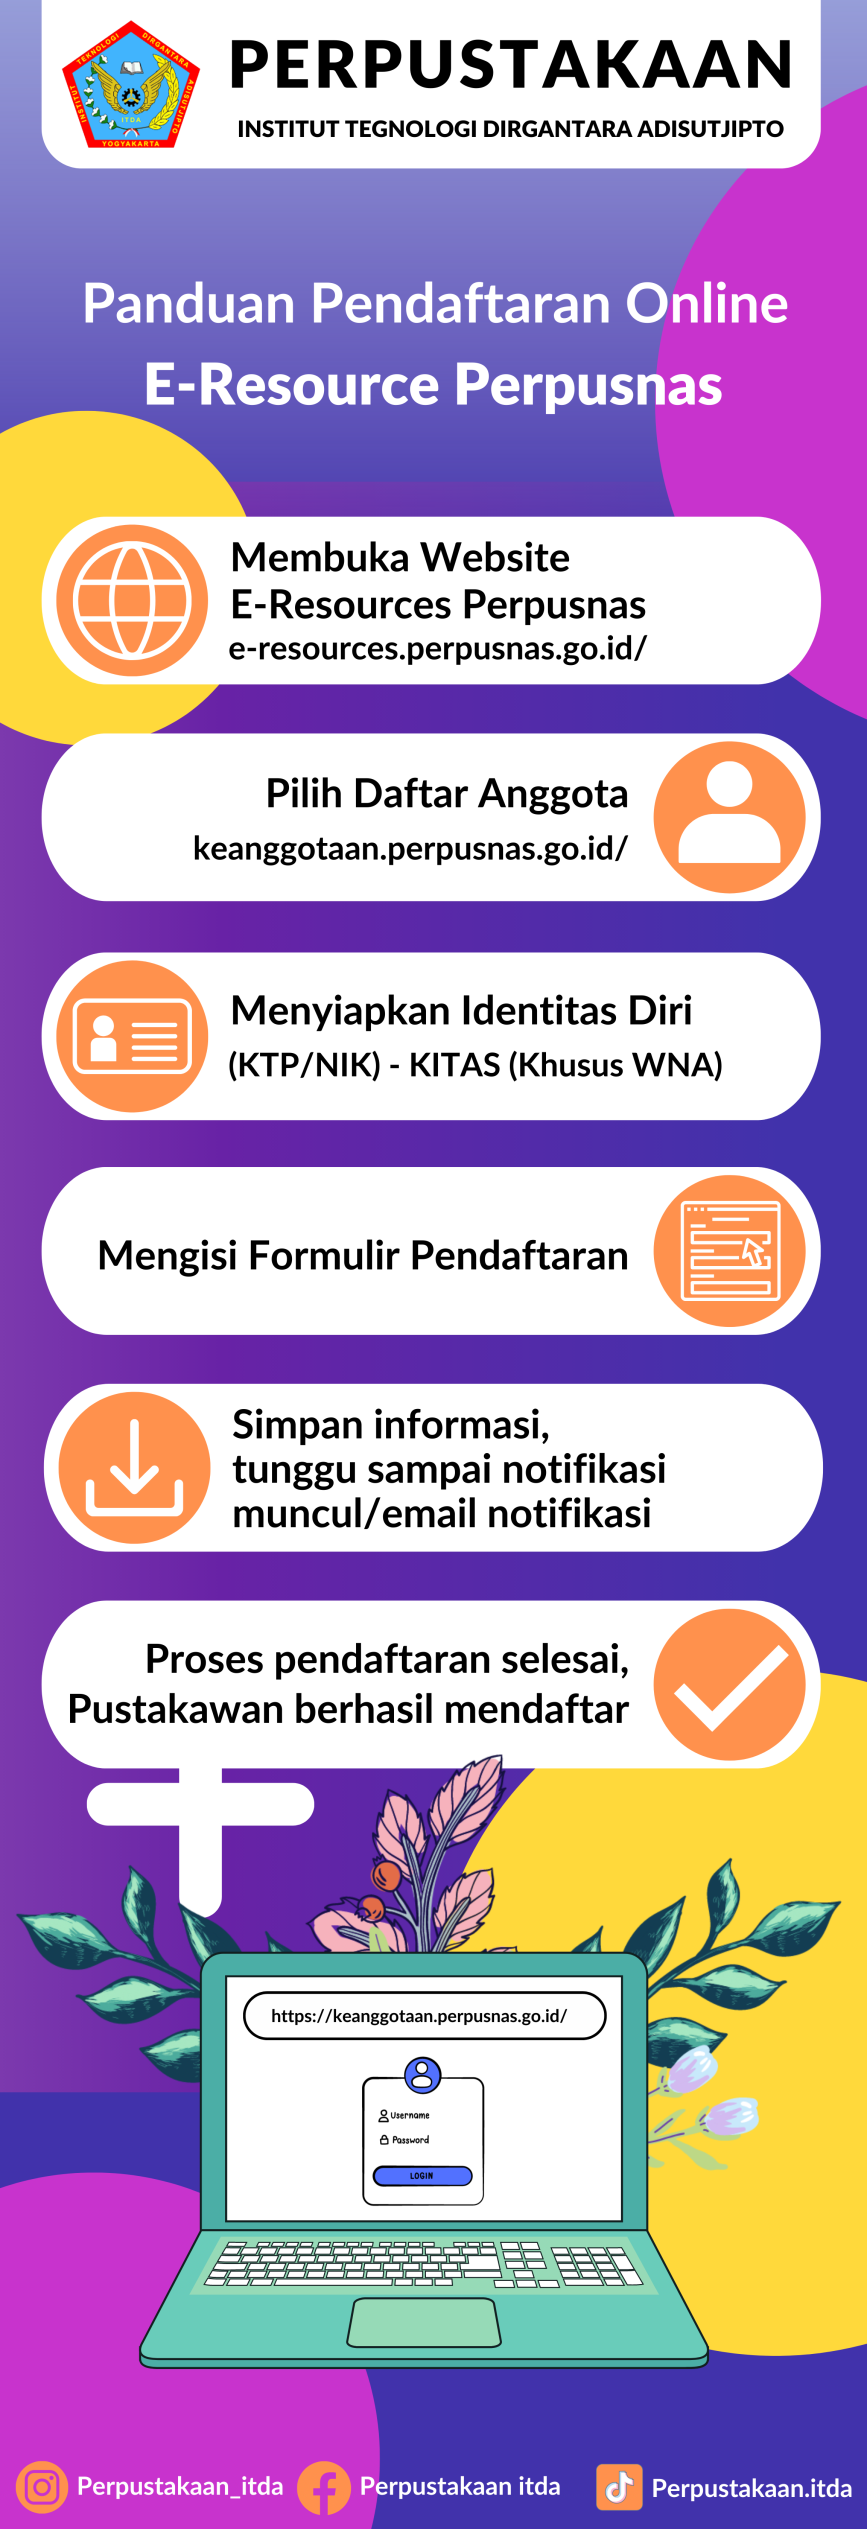 INSTITUT TEKNOLOGI DIRGANTARA ADISUTJIPTO
ITDA
YOGYAKARTA
PERPUSTAKAAN
INSTITUT TEGNOLOGI DIRGANTARA ADISUTJIPTO
Panduan Pendaftaran Online
E-Resource Perpusnas
Membuka Website
E-Resources Perpusnas
e-resources.perpusnas.go.id/
Pilih Daftar Anggota
keanggotaan.perpusnas.go.id/
Menyiapkan Identitas Diri
(KTP/NIK) - KITAS (Khusus WNA)
Mengisi Formulir Pendaftaran
Simpan informasi,
tunggu sampai notifikasi
muncul/email notifikasi
Proses pendaftaran selesai,
Pustakawan berhasil mendaftar
https://keanggotaan.perpusnas.go.id/
Username
Password
LOGIN
Perpustakaan_itda
Perpustakaan itda
Perpustakaan.itda